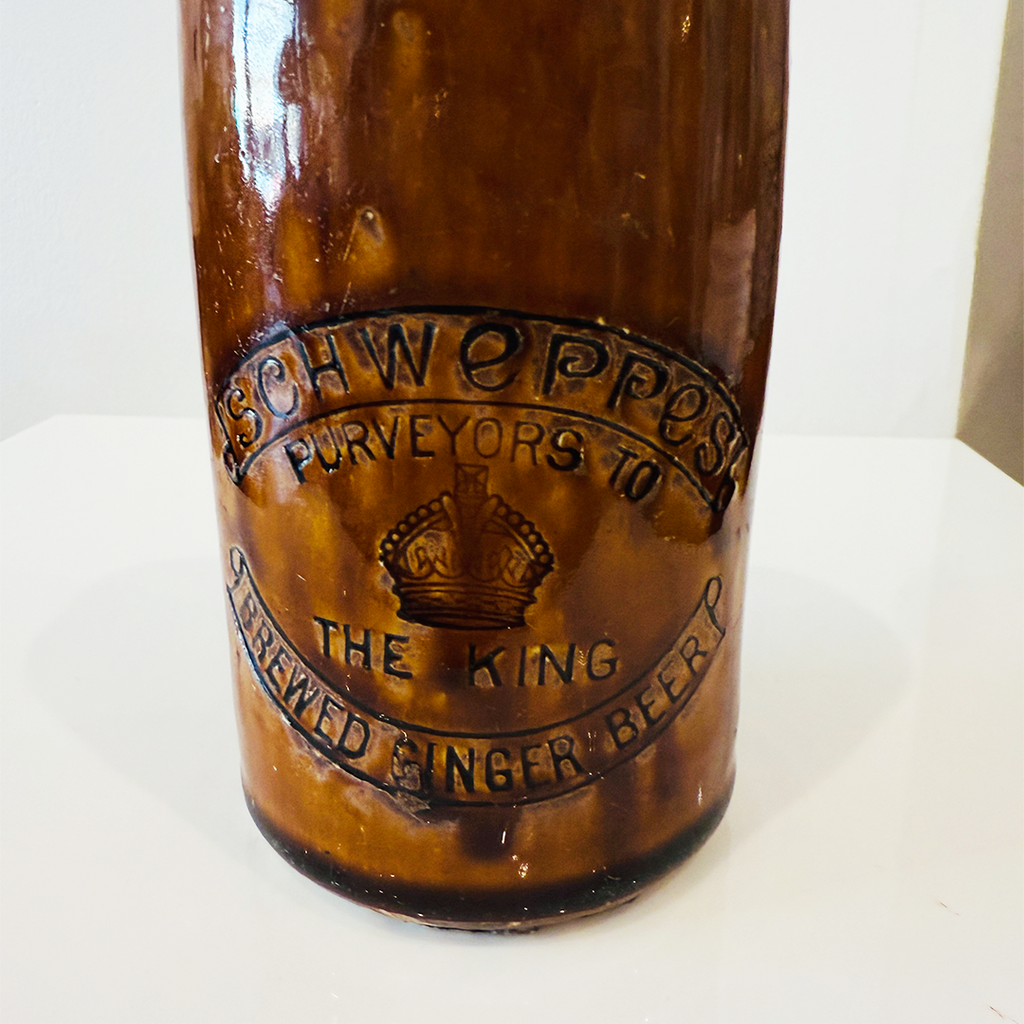 SCHWePPeS
PURVEYORS TO
THE KING
BREWED GINGER BEER